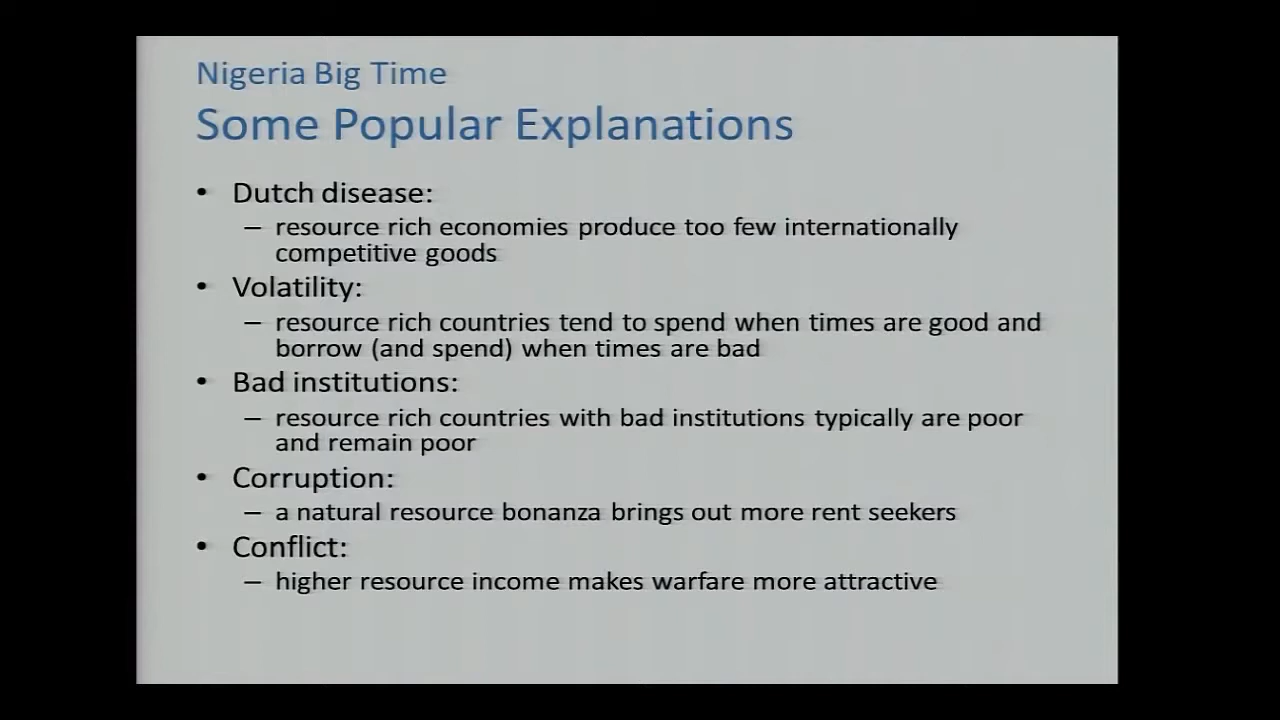 Nigeria Big Time
Some Popular Explanations
• Dutch disease:
– resource rich economies produce too few internationally
competitive goods
• Volatility:
– resource rich countries tend to spend when times are good and
borrow (and spend) when times are bad
• Bad institutions:
– resource rich countries with bad institutions typically are poor
and remain poor
• Corruption:
– a natural resource bonanza brings out more rent seekers
• Conflict:
– higher resource income makes warfare more attractive